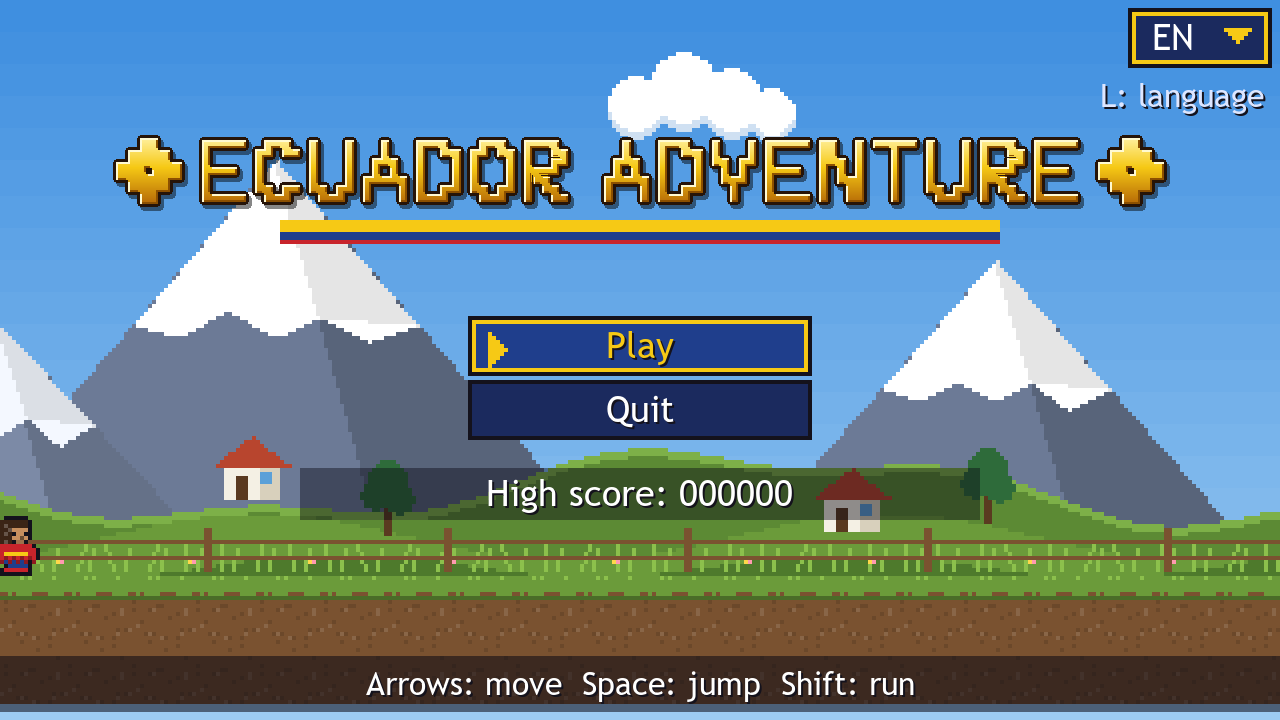 EN
L: language
ECUADOR ADVENTURE
Play
Quit
High score: 000000
Arrows: move  Space: jump  Shift: run